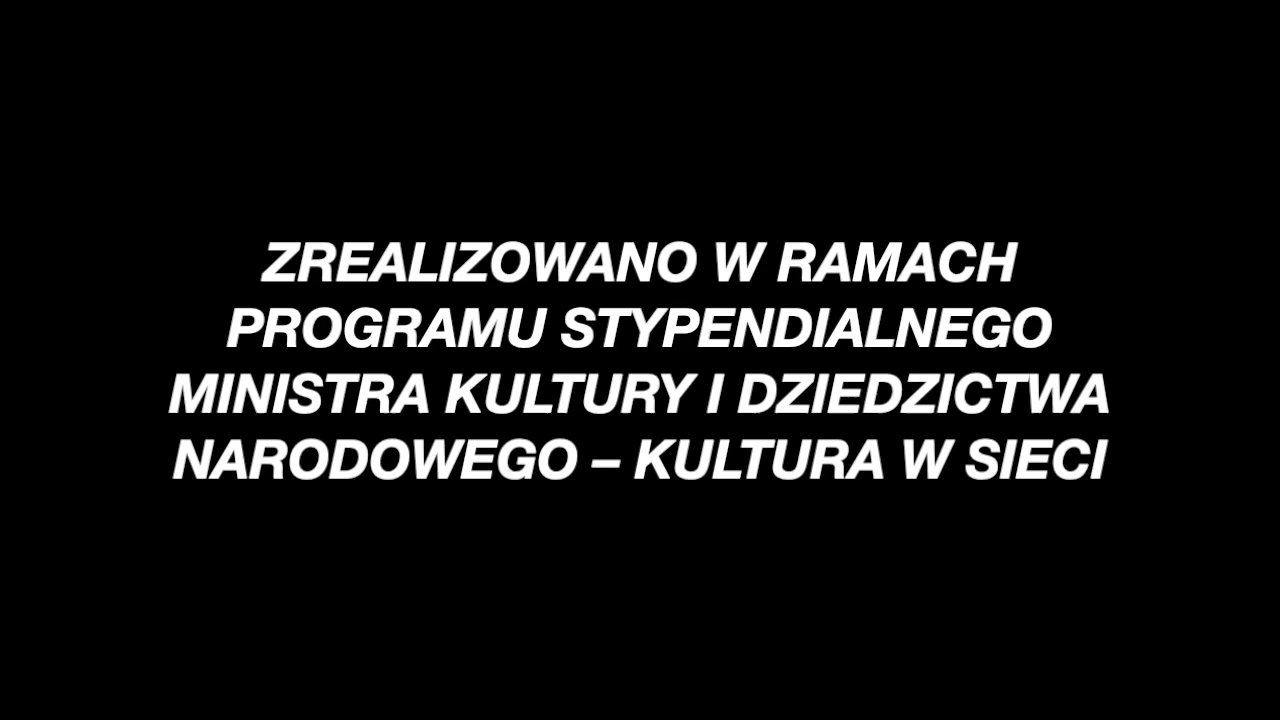 ZREALIZOWANO W RAMACH
PROGRAMU STYPENDIALNEGO
MINISTRA KULTURY I DZIEDZICTWA
NARODOWEGO – KULTURA W SIECI